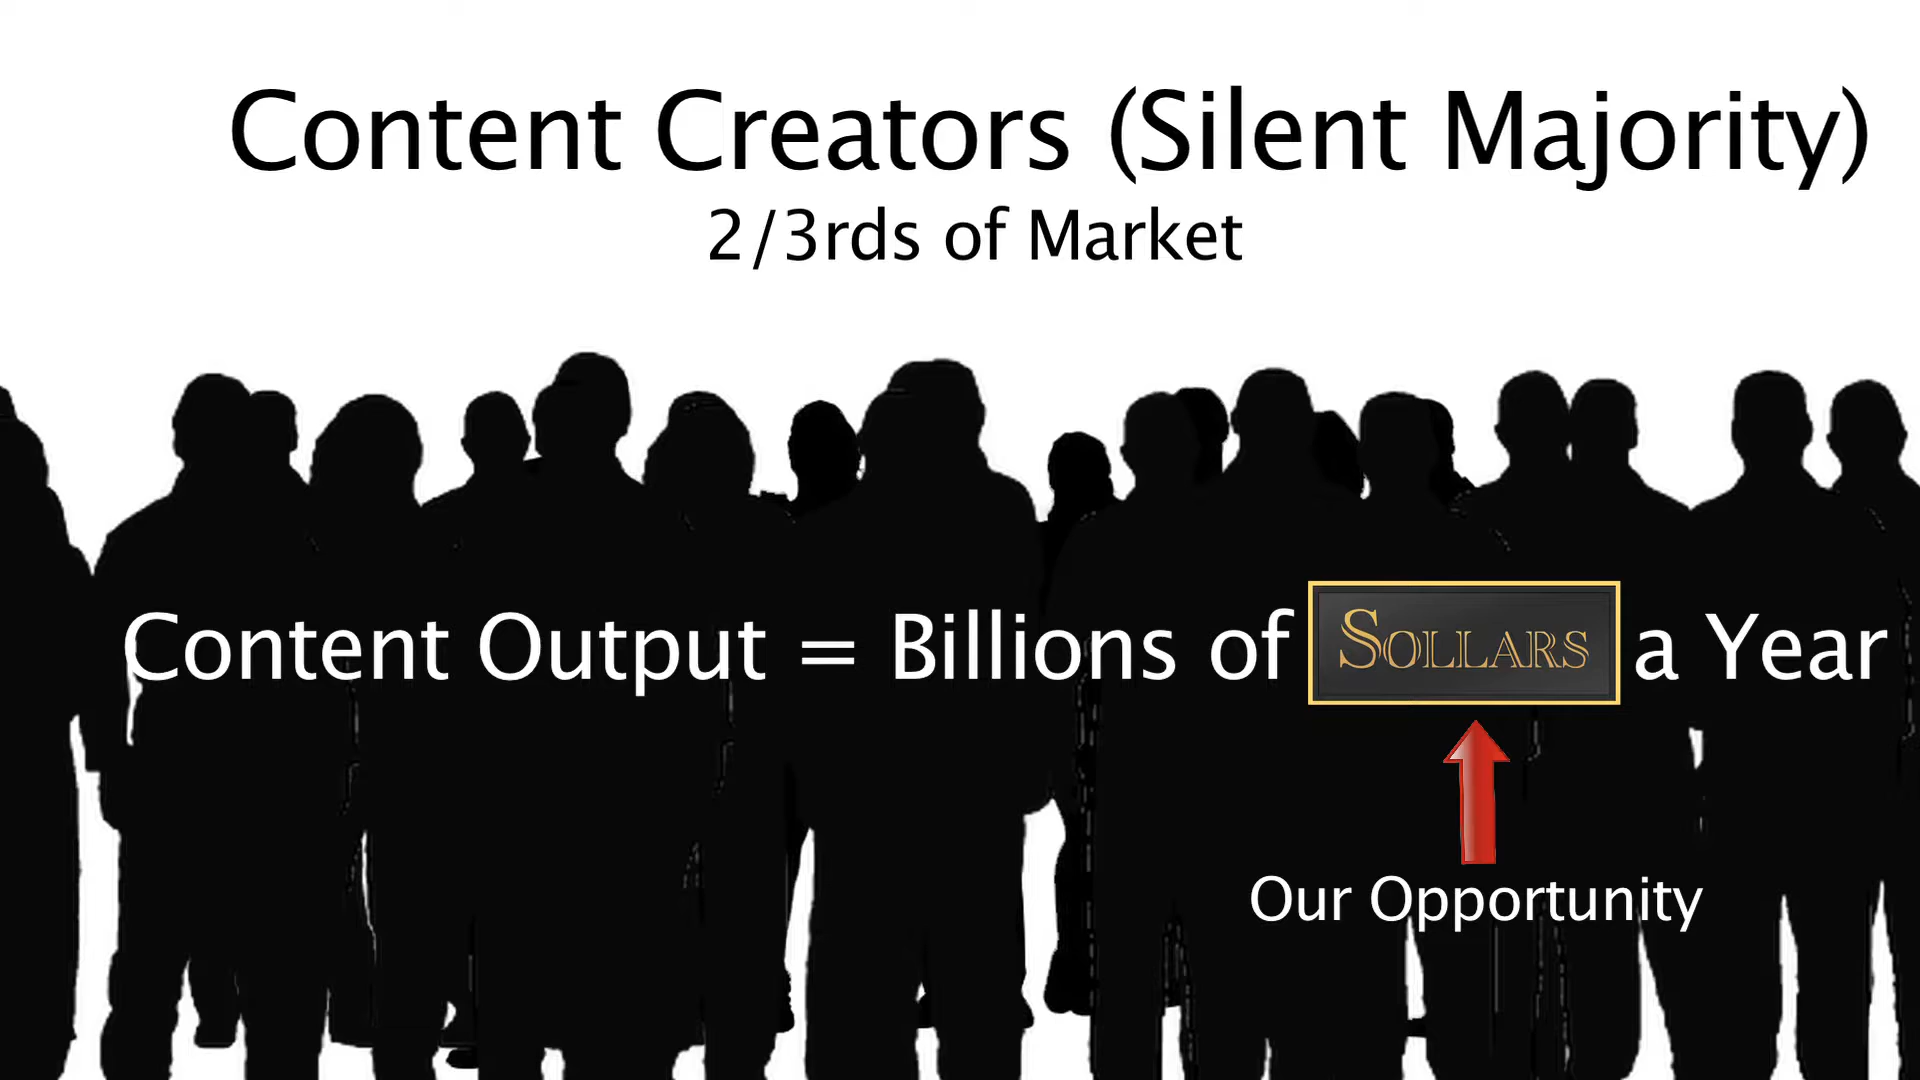 Content Creators (Silent Majority)
2/3rds of Market
Content Output = Billions of SOLLARS a Year
Our Opportunity